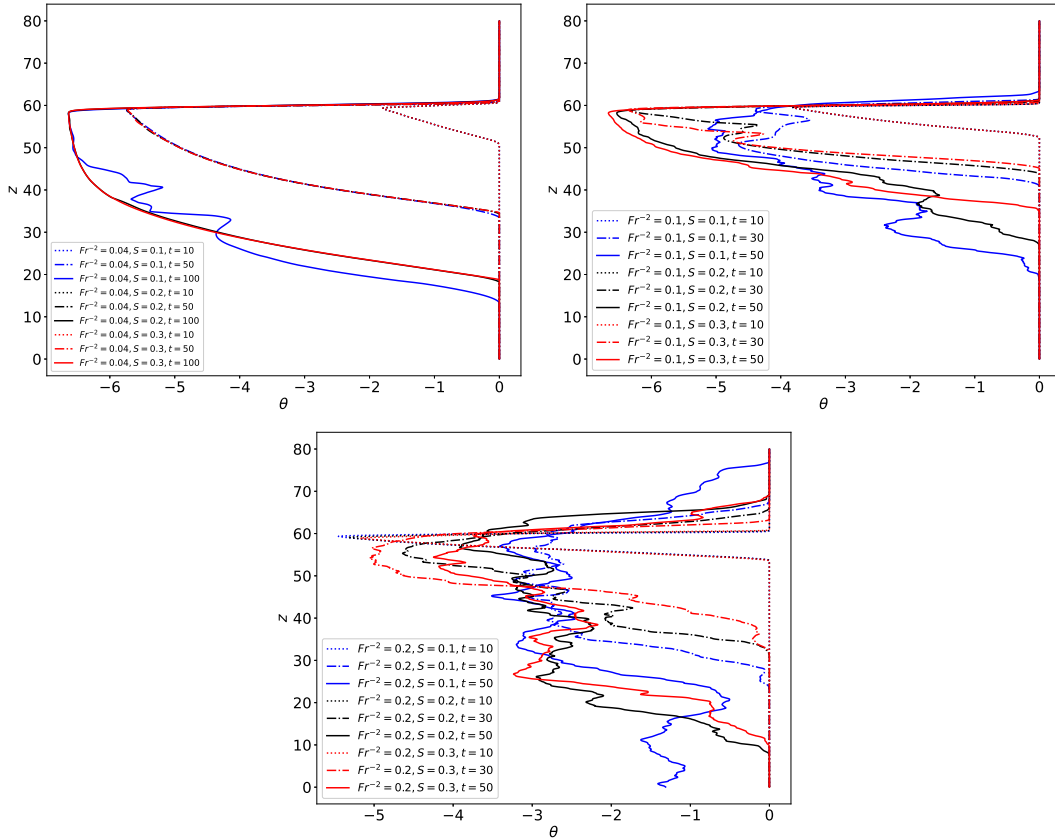 80
70
60
50
40
30
20
10
0
z
−6
−5
−4
−3
−2
−1
0
θ
Fr⁻² = 0.04, S = 0.1, t = 10
Fr⁻² = 0.04, S = 0.1, t = 50
Fr⁻² = 0.04, S = 0.1, t = 100
Fr⁻² = 0.04, S = 0.2, t = 10
Fr⁻² = 0.04, S = 0.2, t = 50
Fr⁻² = 0.04, S = 0.2, t = 100
Fr⁻² = 0.04, S = 0.3, t = 10
Fr⁻² = 0.04, S = 0.3, t = 50
Fr⁻² = 0.04, S = 0.3, t = 100
80
70
60
50
40
30
20
10
0
z
−6
−5
−4
−3
−2
−1
0
θ
Fr⁻² = 0.1, S = 0.1, t = 10
Fr⁻² = 0.1, S = 0.1, t = 30
Fr⁻² = 0.1, S = 0.1, t = 50
Fr⁻² = 0.1, S = 0.2, t = 10
Fr⁻² = 0.1, S = 0.2, t = 30
Fr⁻² = 0.1, S = 0.2, t = 50
Fr⁻² = 0.1, S = 0.3, t = 10
Fr⁻² = 0.1, S = 0.3, t = 30
Fr⁻² = 0.1, S = 0.3, t = 50
80
70
60
50
40
30
20
10
0
z
−5
−4
−3
−2
−1
0
θ
Fr⁻² = 0.2, S = 0.1, t = 10
Fr⁻² = 0.2, S = 0.1, t = 30
Fr⁻² = 0.2, S = 0.1, t = 50
Fr⁻² = 0.2, S = 0.2, t = 10
Fr⁻² = 0.2, S = 0.2, t = 30
Fr⁻² = 0.2, S = 0.2, t = 50
Fr⁻² = 0.2, S = 0.3, t = 10
Fr⁻² = 0.2, S = 0.3, t = 30
Fr⁻² = 0.2, S = 0.3, t = 50